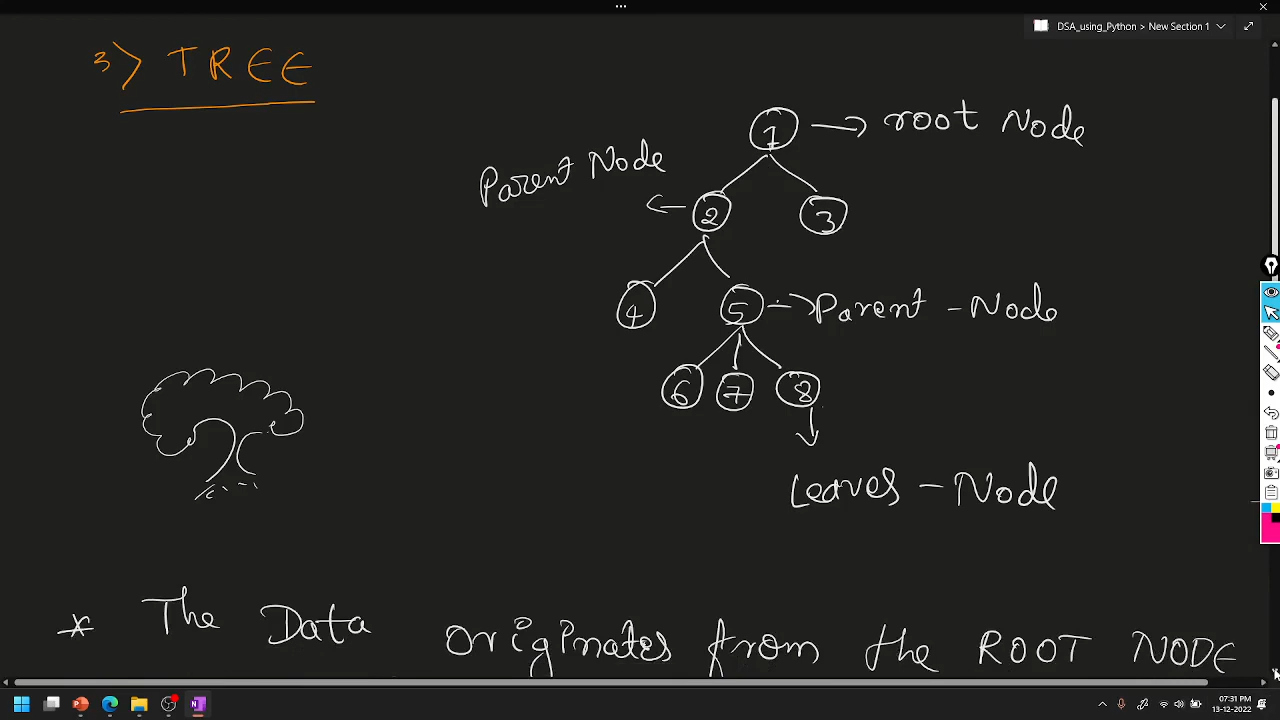 DSA_using_Python > New Section 1
3> TREE
1 → root Node
Parent Node
← 2
3
4
5 → Parent - Node
6 7 8
Leaves - Node
* The Data originates from the ROOT NODE
07:31 PM
13-12-2022